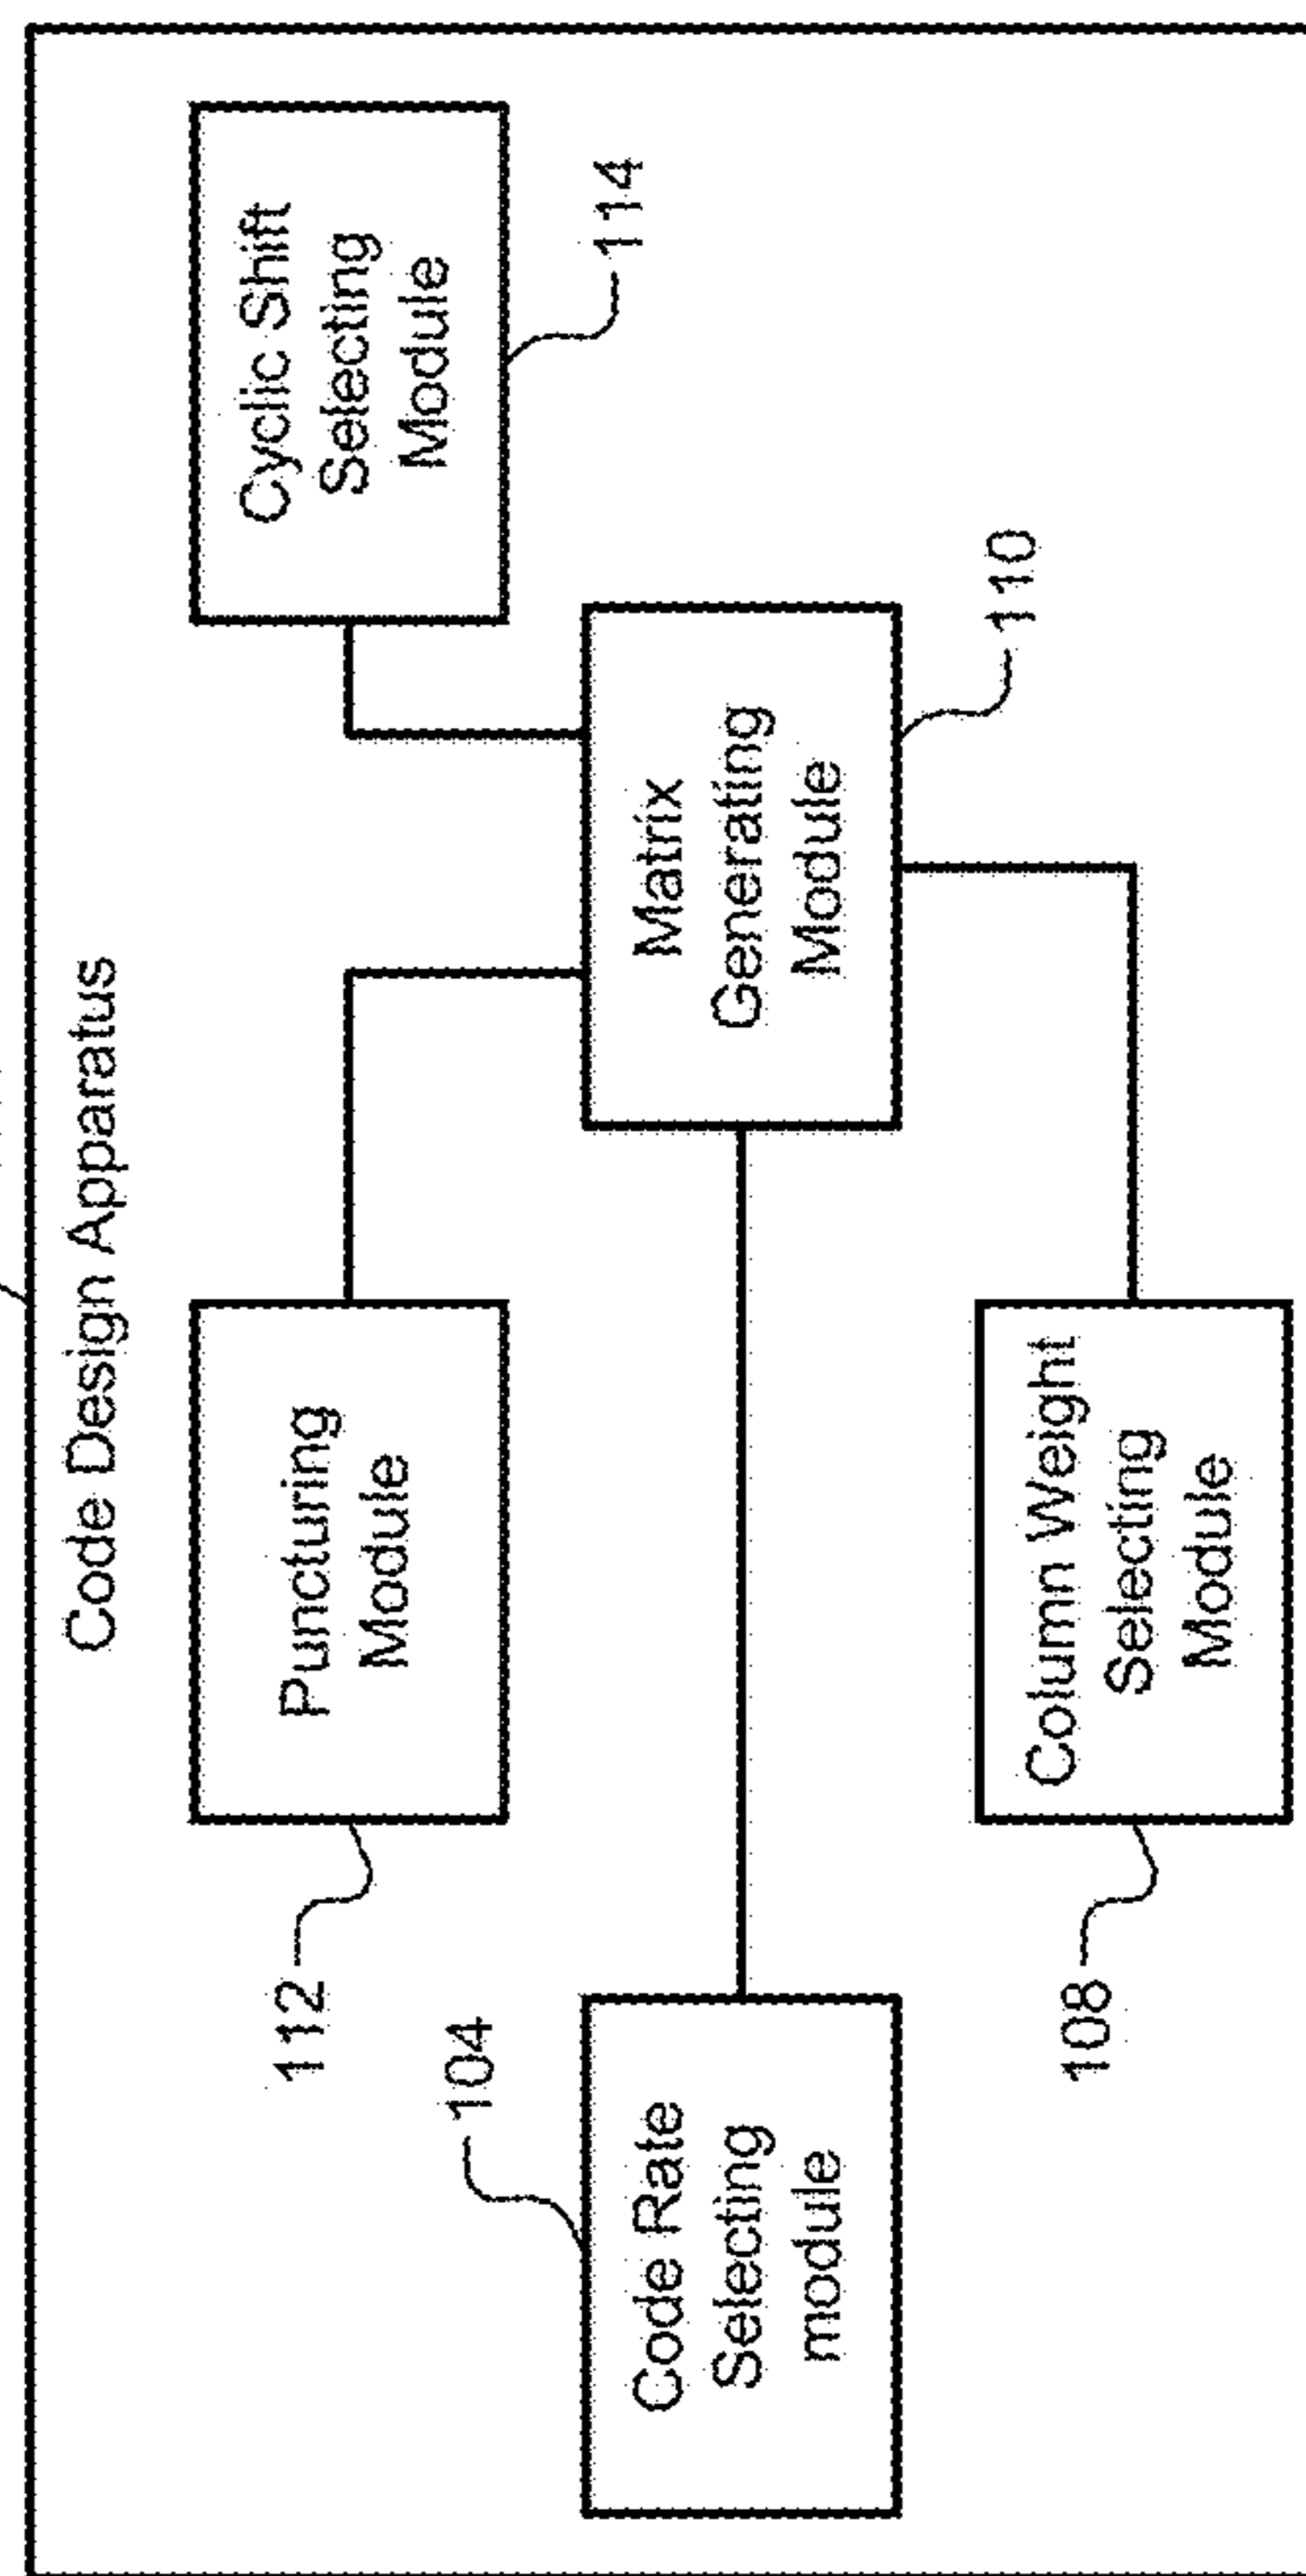 Code Design Apparatus
112
Puncturing
Module
Cyclic Shift
Selecting
Module
114
104
Code Rate
Selecting
module
Matrix
Generating
Module
110
108
Column Weight
Selecting
Module